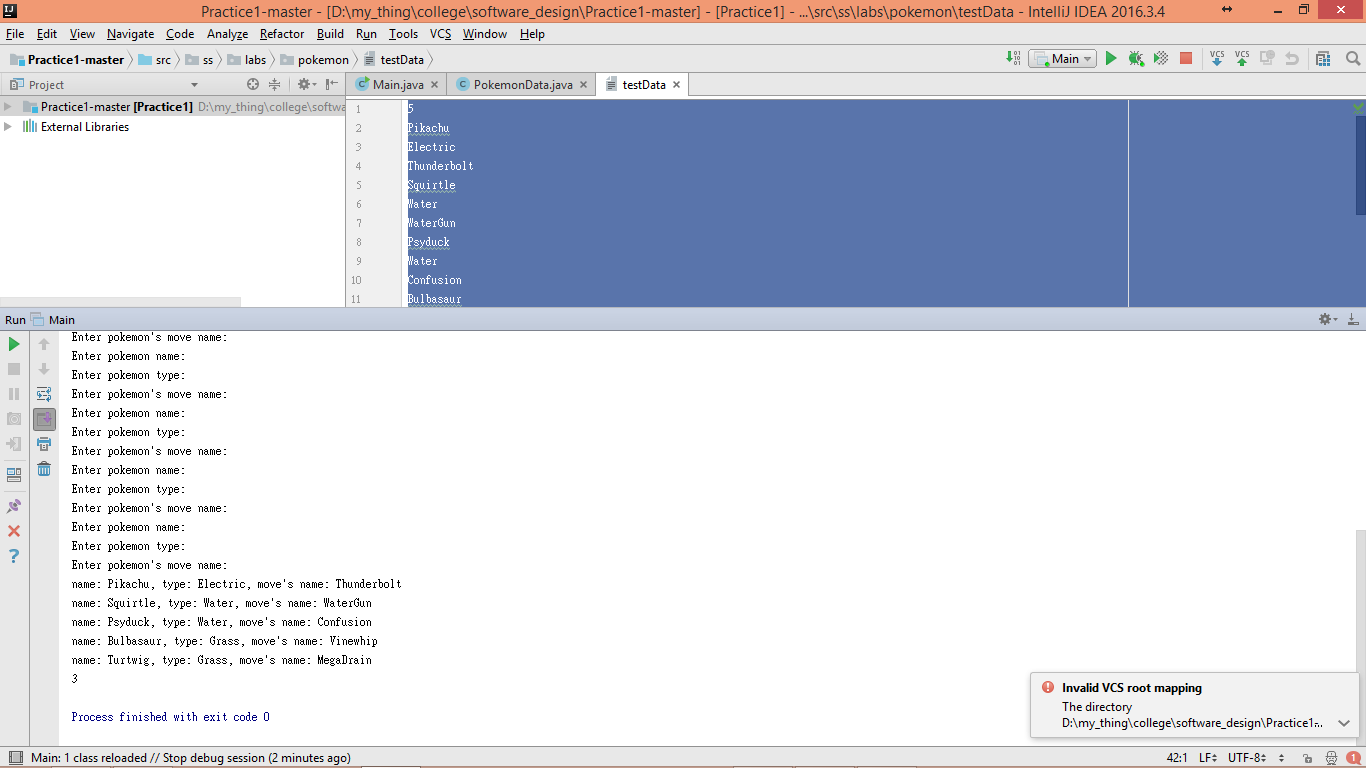 Practice1-master - [D:\my_thing\college\software_design\Practice1-master] - [Practice1] - ...\src\ss\labs\pokemon\testData - IntelliJ IDEA 2016.3.4
File Edit View Navigate Code Analyze Refactor Build Run Tools VCS Window Help
Practice1-master src ss labs pokemon testData Main VCS VCS
Project Main.java PokemonData.java testData
Practice1-master [Practice1] D:\my_thing\college\softwa
External Libraries
1 5
2 Pikachu
3 Electric
4 Thunderbolt
5 Squirtle
6 Water
7 WaterGun
8 Psyduck
9 Water
10 Confusion
11 Bulbasaur
Run Main
Enter pokemon's move name:
Enter pokemon name:
Enter pokemon type:
Enter pokemon's move name:
Enter pokemon name:
Enter pokemon type:
Enter pokemon's move name:
Enter pokemon name:
Enter pokemon type:
Enter pokemon's move name:
Enter pokemon name:
Enter pokemon type:
Enter pokemon's move name:
name: Pikachu, type: Electric, move's name: Thunderbolt
name: Squirtle, type: Water, move's name: WaterGun
name: Psyduck, type: Water, move's name: Confusion
name: Bulbasaur, type: Grass, move's name: Vinewhip
name: Turtwig, type: Grass, move's name: MegaDrain
3
Process finished with exit code 0
Invalid VCS root mapping
The directory
D:\my_thing\college\software_design\Practice1-...
Main: 1 class reloaded // Stop debug session (2 minutes ago) 42:1 LF UTF-8 1